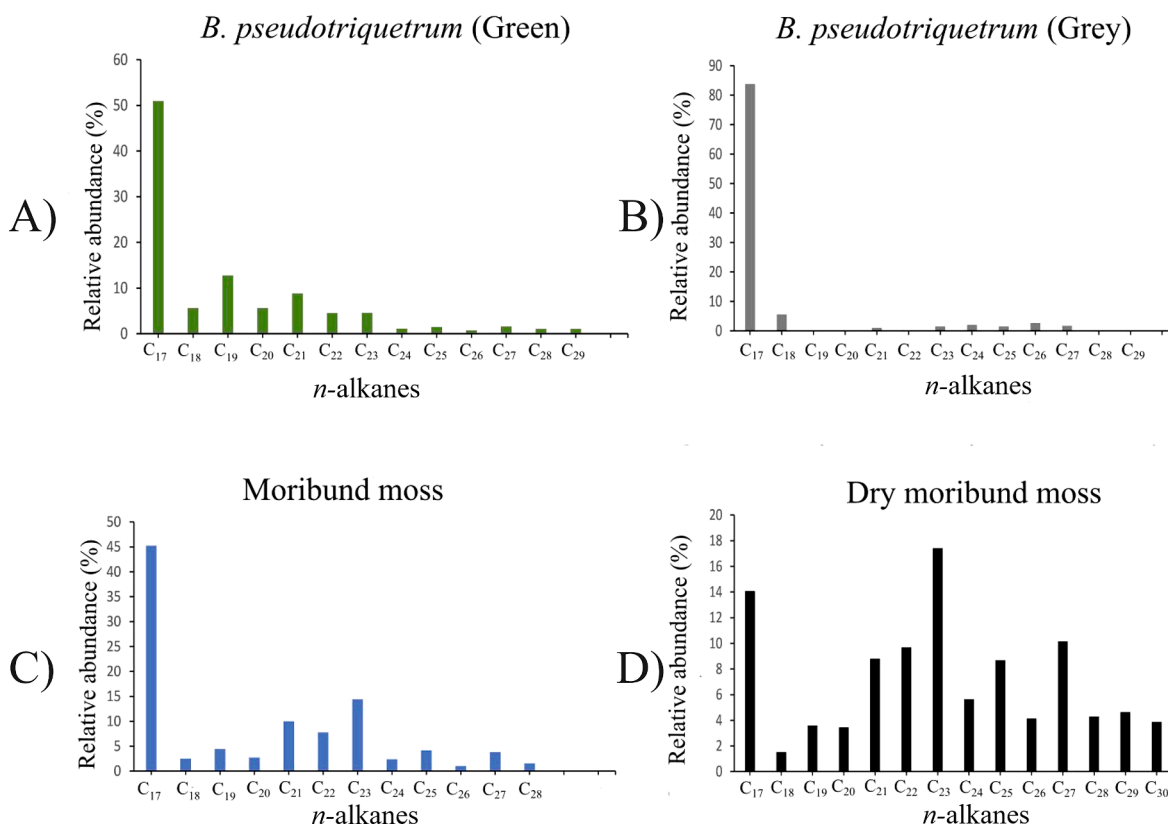 B. pseudotriquetrum (Green)
60
50
40
30
20
10
0
Relative abundance (%)
A)
C17 C18 C19 C20 C21 C22 C23 C24 C25 C26 C27 C28 C29
n-alkanes
B. pseudotriquetrum (Grey)
90
80
70
60
50
40
30
20
10
0
Relative abundance (%)
B)
C17 C18 C19 C20 C21 C22 C23 C24 C25 C26 C27 C28 C29
n-alkanes
Moribund moss
50
45
40
35
30
25
20
15
10
5
0
Relative abundance (%)
C)
C17 C18 C19 C20 C21 C22 C23 C24 C25 C26 C27 C28
n-alkanes
Dry moribund moss
20
18
16
14
12
10
8
6
4
2
0
Relative abundance (%)
D)
C17 C18 C19 C20 C21 C22 C23 C24 C25 C26 C27 C28 C29 C30
n-alkanes